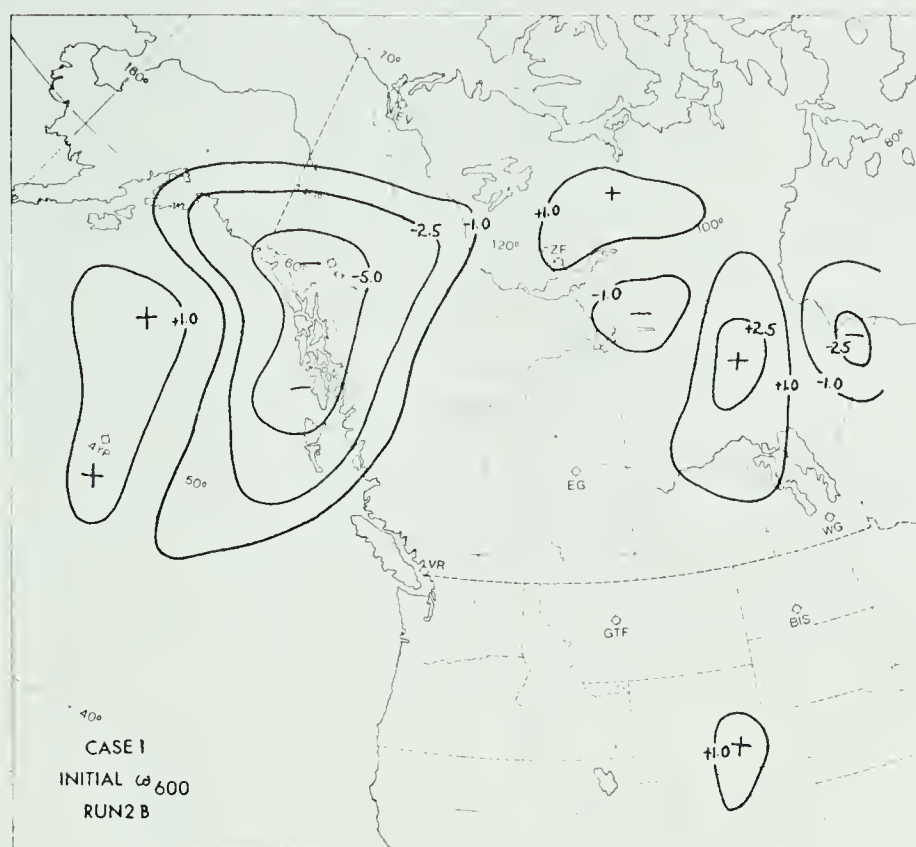 70°
180°
EV
80°
-1.0
+1.0
+
-2.5
100°
120°
ZF
60°
-5.0
-1.0
+1.0
+
+2.5
-2.5
+
+1.0
-1.0
4YP
+
50°
EG
WG
VR
GTF
BIS
40°
+1.0 +
CASE 1
INITIAL ω600
RUN2 B